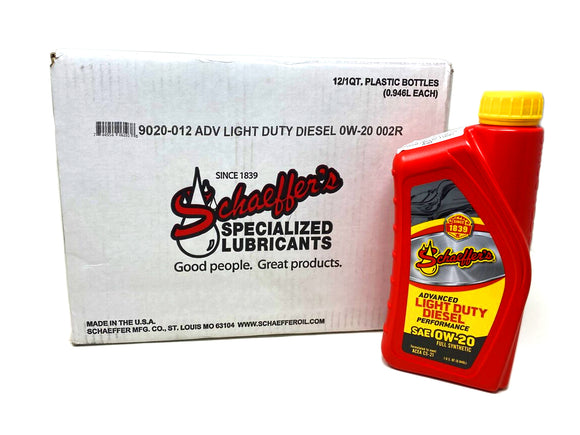 12/1QT. PLASTIC BOTTLES
(0.946L EACH)
9020-012 ADV LIGHT DUTY DIESEL 0W-20 002R
SINCE 1839
Schaeffer's
SPECIALIZED
LUBRICANTS
Good people. Great products.
MADE IN THE U.S.A.
SCHAEFFER MFG. CO., ST. LOUIS MO 63104 WWW.SCHAEFFEROIL.COM
SINCE
1839
Schaeffer's
ADVANCED
LIGHT DUTY
DIESEL
PERFORMANCE
SAE 0W-20
FULL SYNTHETIC